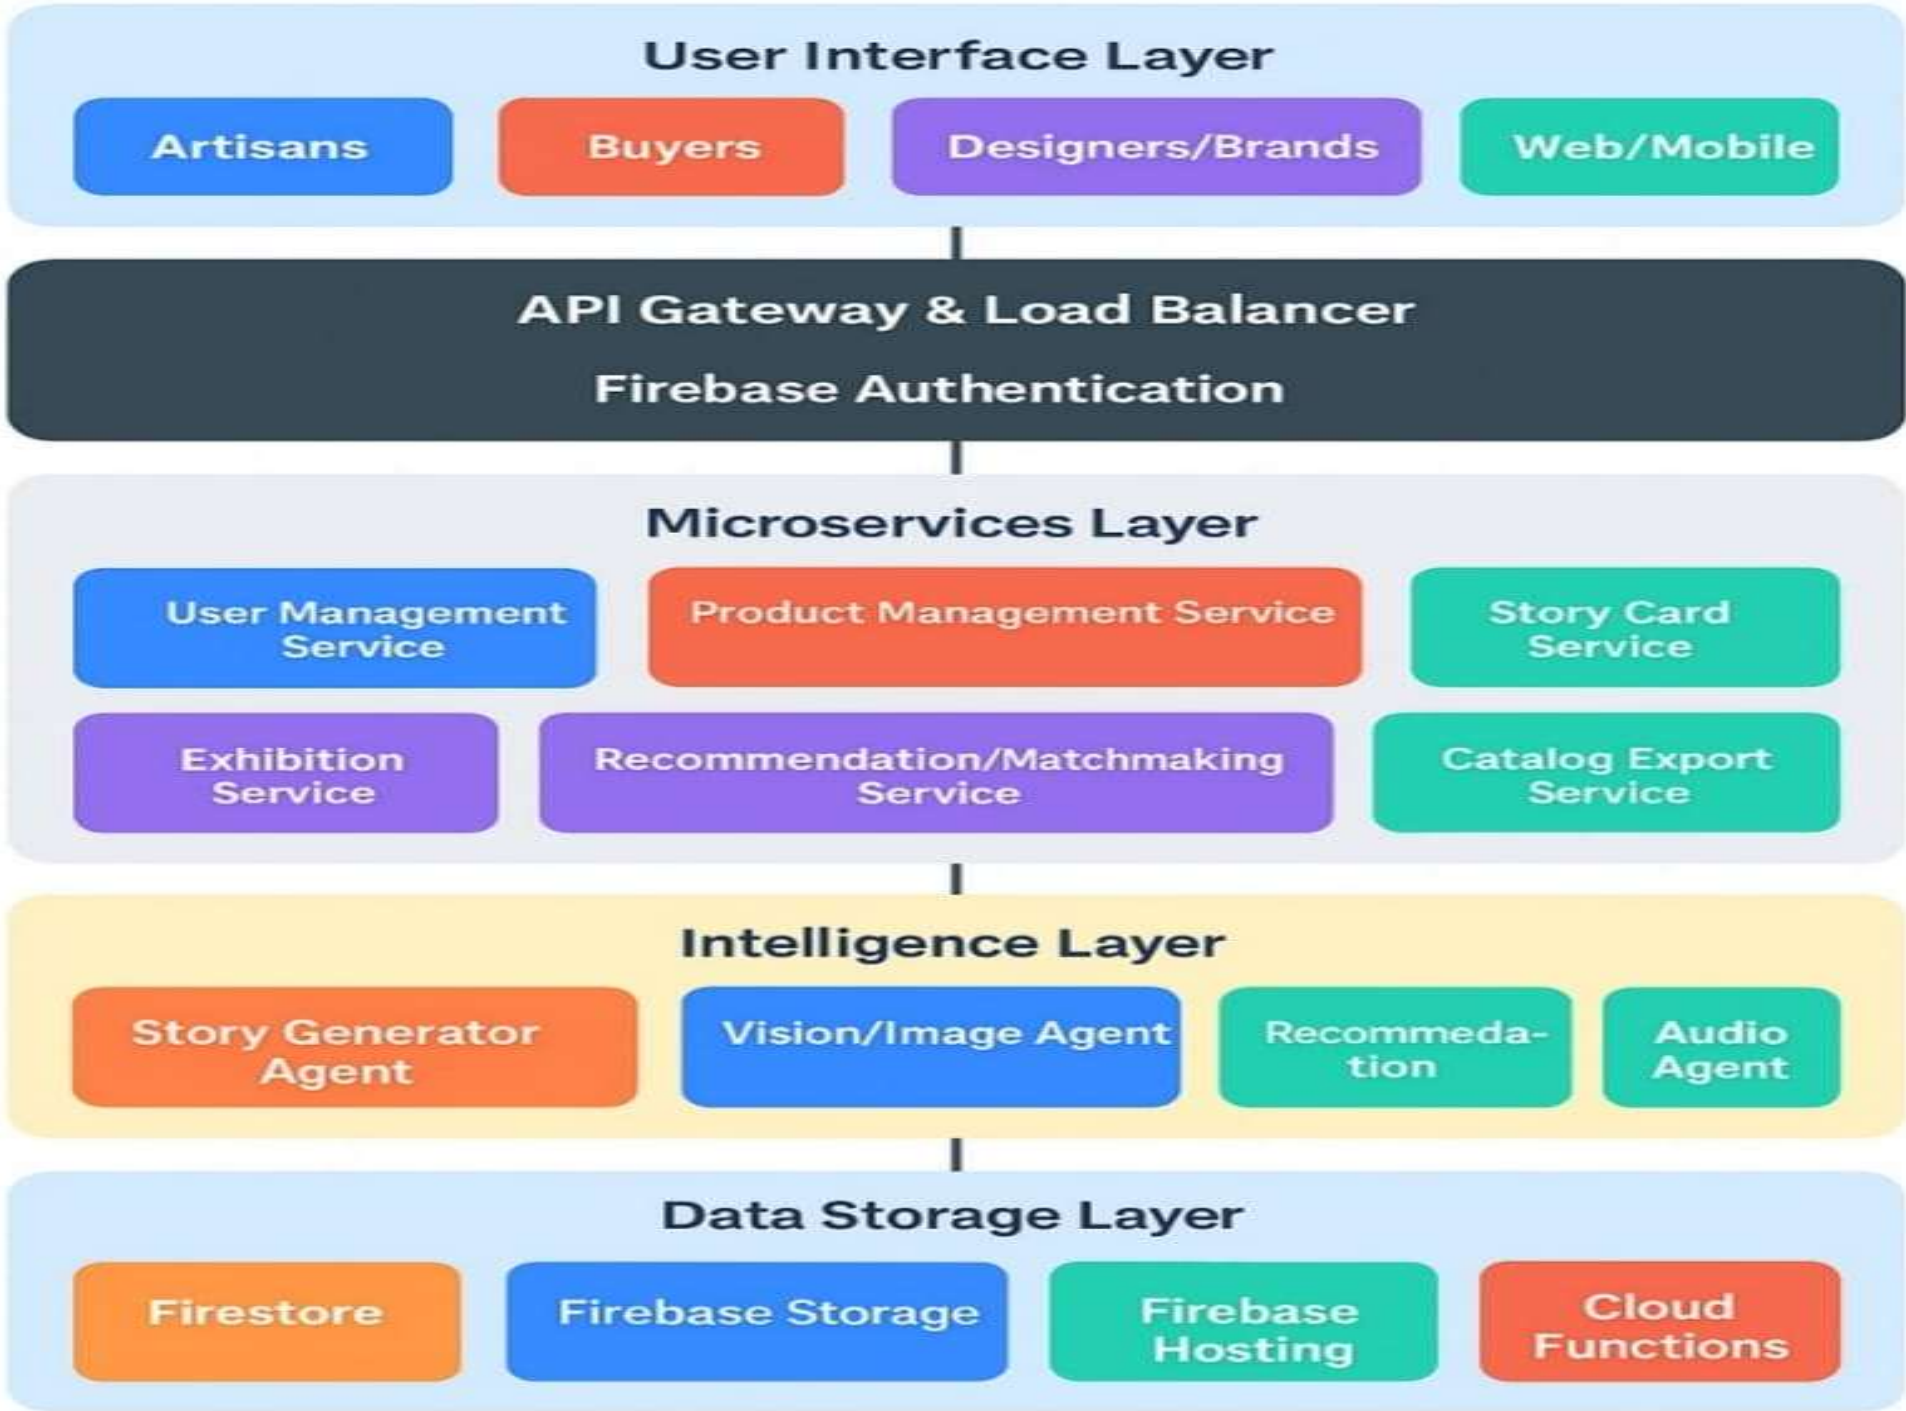 User Interface Layer
Artisans
Buyers
Designers/Brands
Web/Mobile
API Gateway & Load Balancer
Firebase Authentication
Microservices Layer
User Management
Service
Product Management Service
Story Card
Service
Exhibition
Service
Recommendation/Matchmaking
Service
Catalog Export
Service
Intelligence Layer
Story Generator
Agent
Vision/Image Agent
Recommeda-
tion
Audio
Agent
Data Storage Layer
Firestore
Firebase Storage
Firebase
Hosting
Cloud
Functions